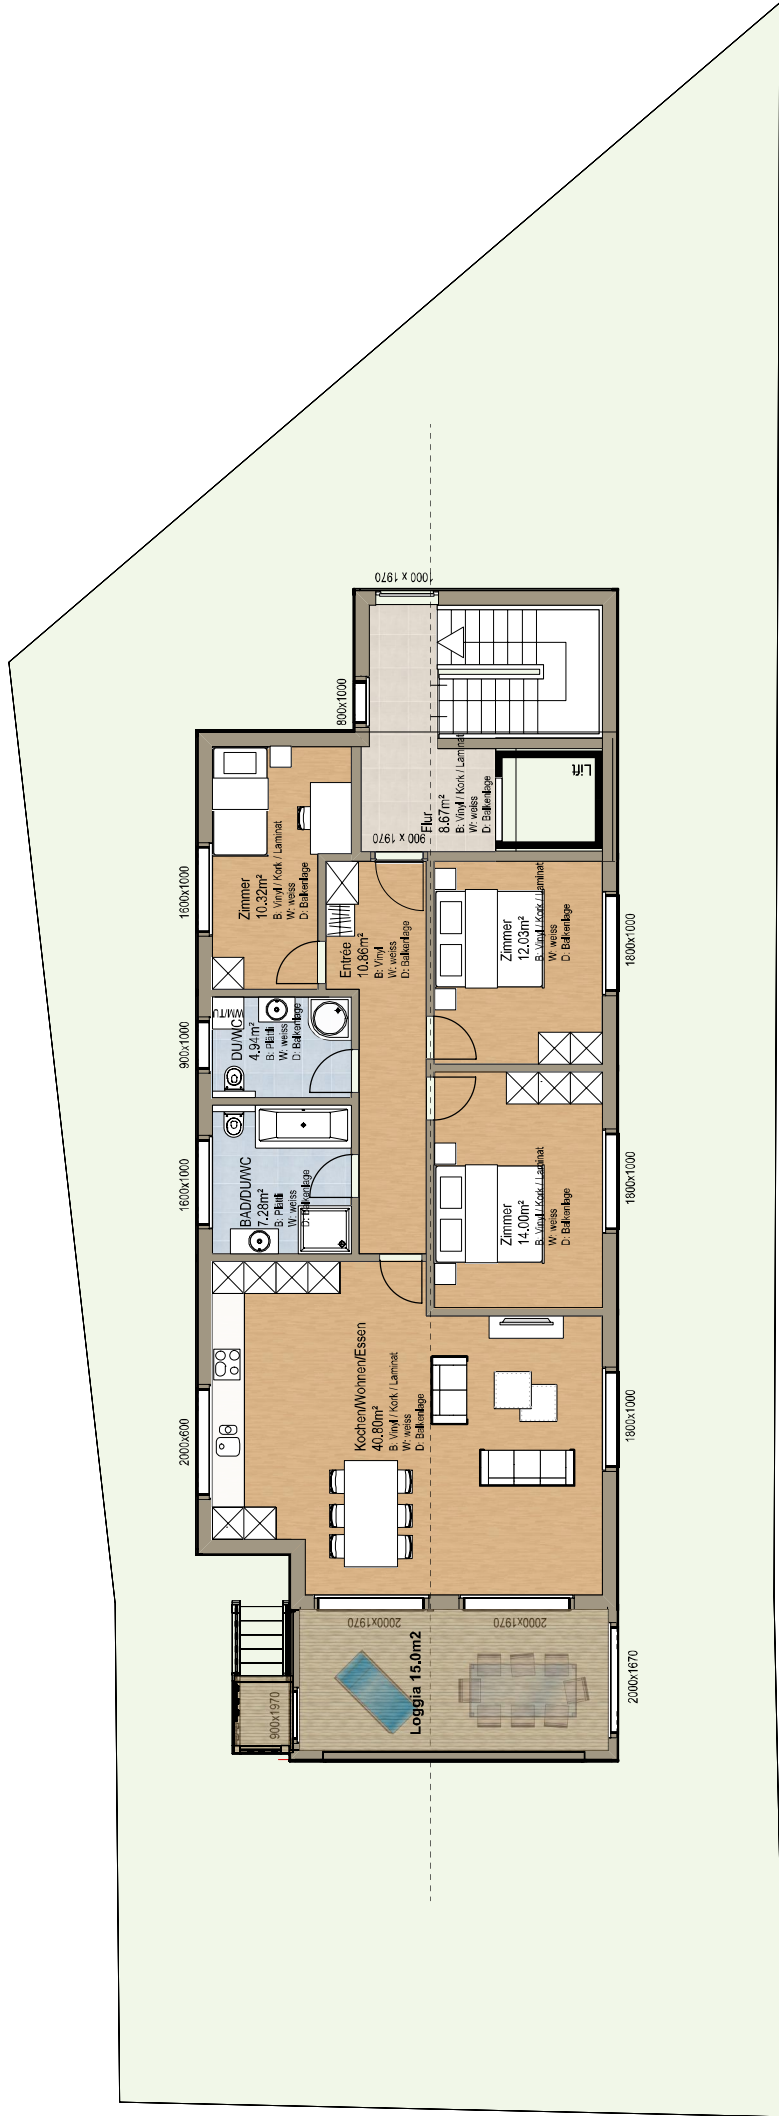 1000 x 1970
800x1000
Lift
Flur
8.67m²
B: Vinyl / Kork / Laminat
W: weiss
D: Balkenlage
900 x 1970
Zimmer
10.32m²
B: Vinyl / Kork / Laminat
W: weiss
D: Balkenlage
1600x1000
Entrée
10.86m²
B: Vinyl
W: weiss
D: Balkenlage
Zimmer
12.03m²
B: Vinyl / Kork / Laminat
W: weiss
D: Balkenlage
1800x1000
WM/TU
DU/WC
4.94m²
B: Plättli
W: weiss
D: Balkenlage
900x1000
BAD/DU/WC
7.28m²
B: Plättli
W: weiss
D: Balkenlage
1600x1000
Zimmer
14.00m²
B: Vinyl / Kork / Laminat
W: weiss
D: Balkenlage
1800x1000
Kochen/Wohnen/Essen
40.80m²
B: Vinyl / Kork / Laminat
W: weiss
D: Balkenlage
2000x600
1800x1000
2000x1970
2000x1970
Loggia 15.0m2
900x1970
2000x1670